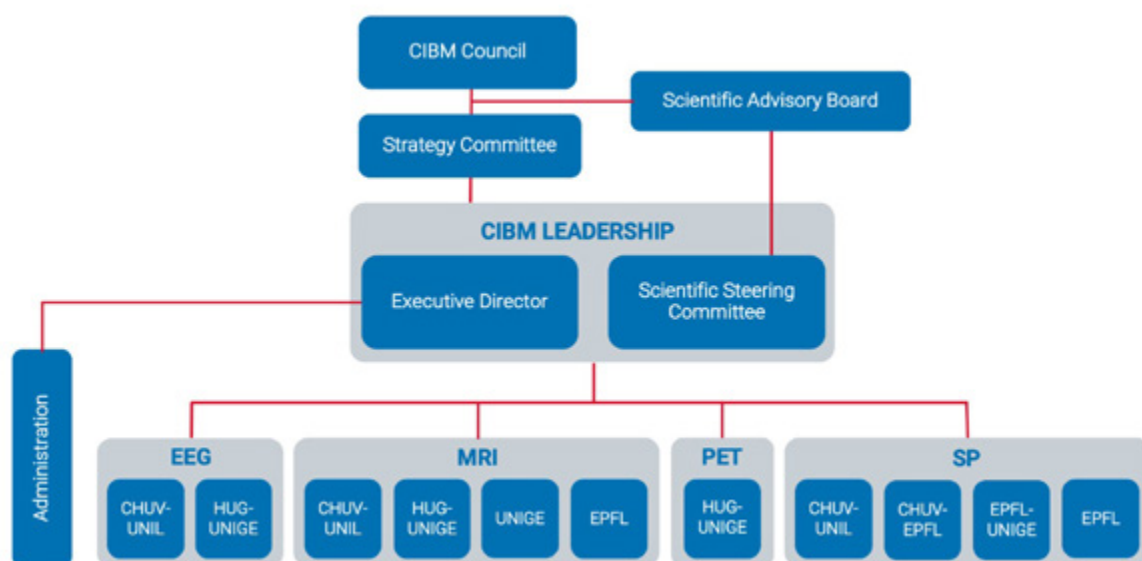 CIBM Council
Scientific Advisory Board
Strategy Committee
CIBM LEADERSHIP
Executive Director
Scientific Steering
Committee
Administration
EEG
CHUV-
UNIL
HUG-
UNIGE
MRI
CHUV-
UNIL
HUG-
UNIGE
UNIGE
EPFL
PET
HUG-
UNIGE
SP
CHUV-
UNIL
CHUV-
EPFL
EPFL-
UNIGE
EPFL